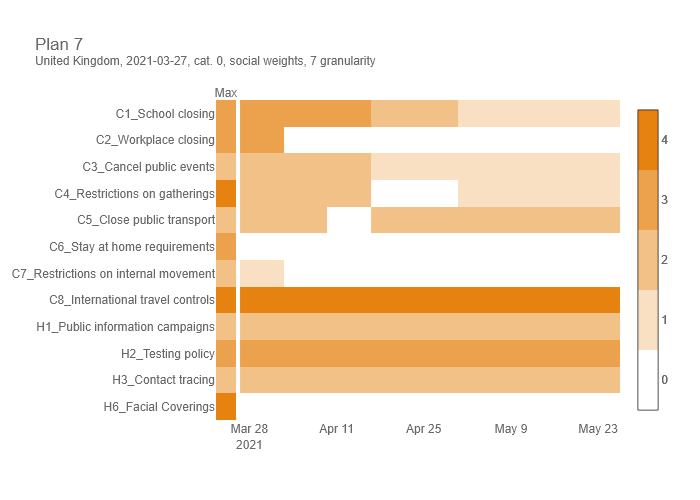 Plan 7
United Kingdom, 2021-03-27, cat. 0, social weights, 7 granularity
Max
C1_School closing
C2_Workplace closing
C3_Cancel public events
C4_Restrictions on gatherings
C5_Close public transport
C6_Stay at home requirements
C7_Restrictions on internal movement
C8_International travel controls
H1_Public information campaigns
H2_Testing policy
H3_Contact tracing
H6_Facial Coverings
Mar 28 Apr 11 Apr 25 May 9 May 23
2021
4
3
2
1
0